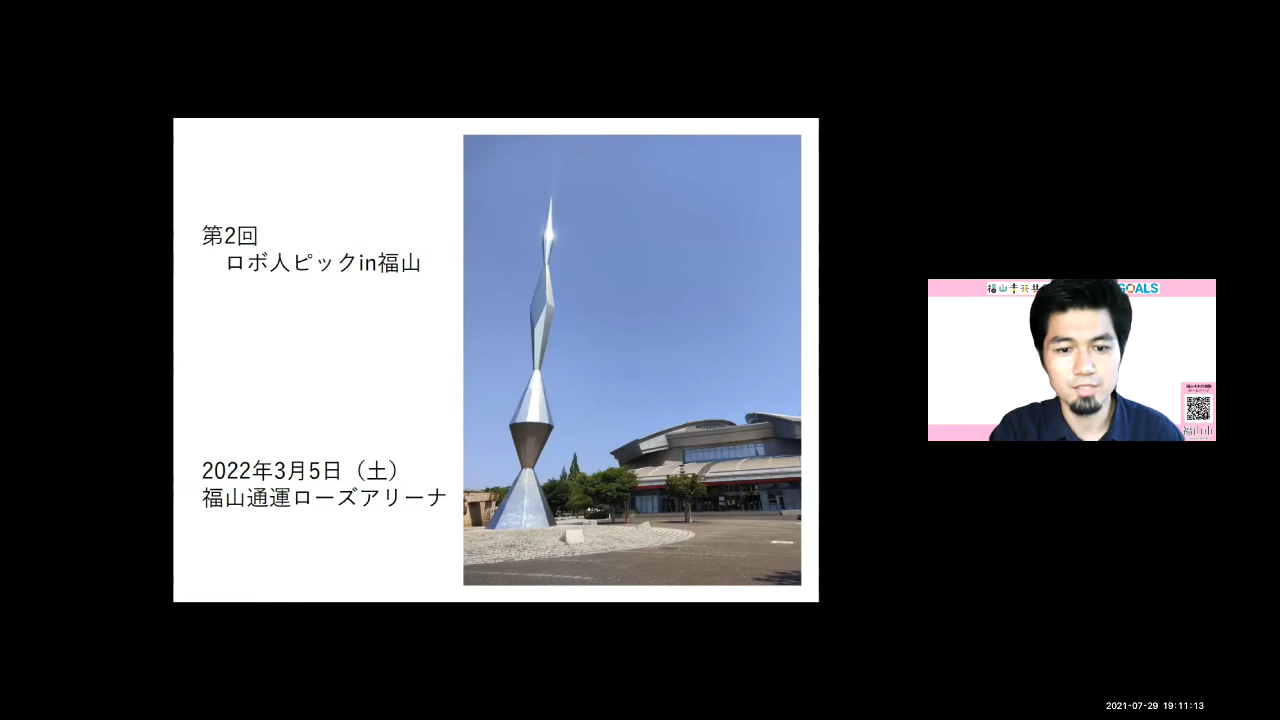 第2回
ロボ人ピックin福山
2022年3月5日（土）
福山通運ローズアリーナ
GOALS
福山市
2021-07-29 19:11:13